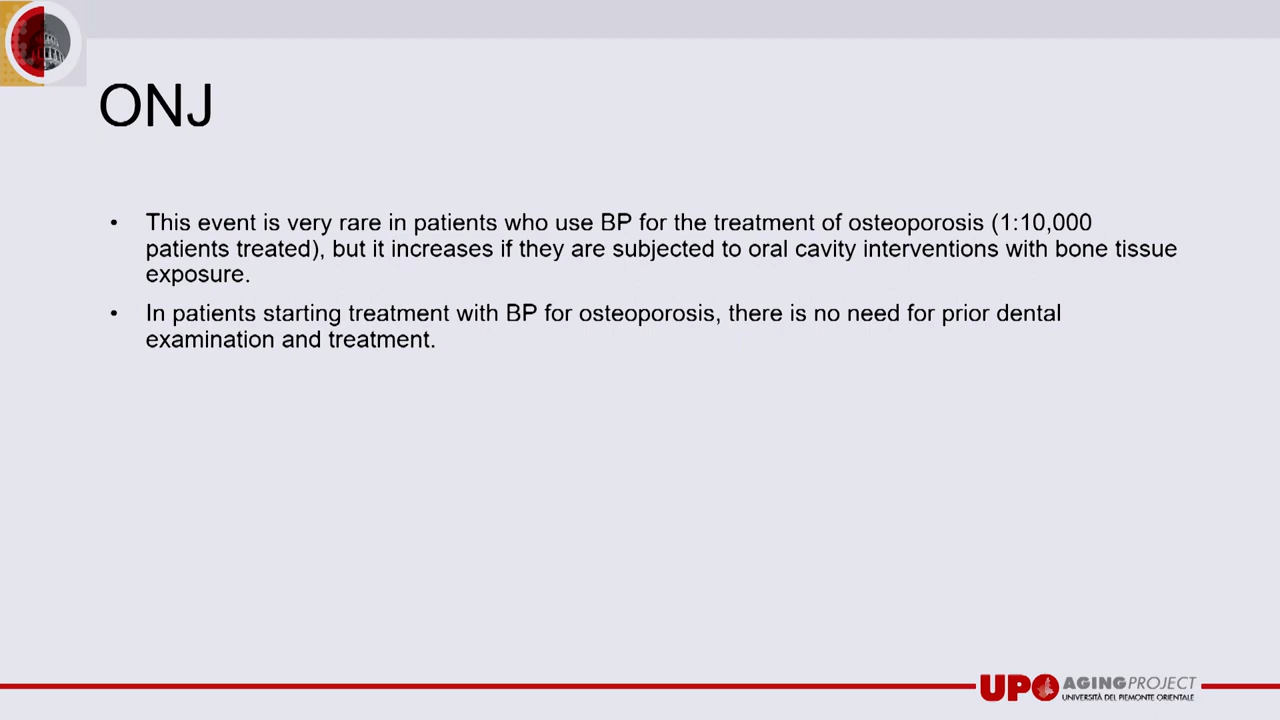 ONJ
• This event is very rare in patients who use BP for the treatment of osteoporosis (1:10,000
patients treated), but it increases if they are subjected to oral cavity interventions with bone tissue
exposure.
• In patients starting treatment with BP for osteoporosis, there is no need for prior dental
examination and treatment.
UPO AGING PROJECT
UNIVERSITÀ DEL PIEMONTE ORIENTALE